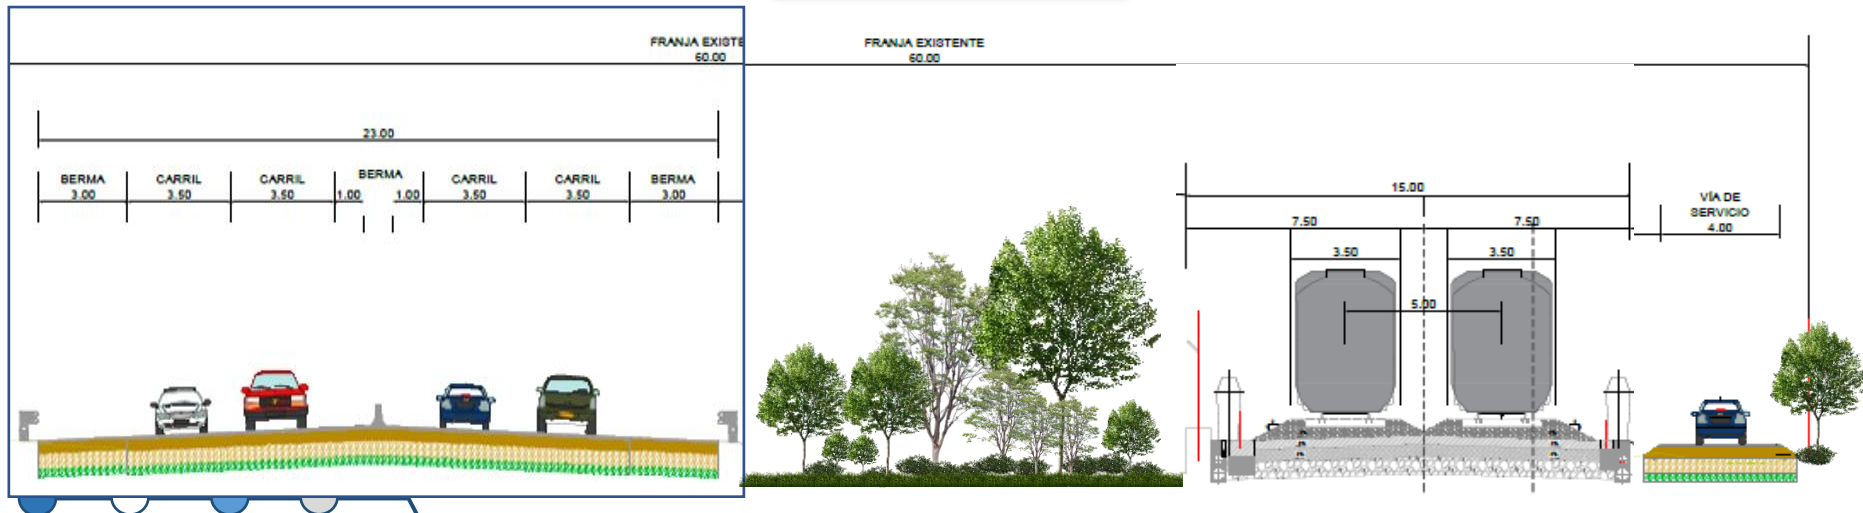 FRANJA EXISTE
60.00
FRANJA EXISTENTE
60.00
23.00
BERMA
3.00
CARRIL
3.50
CARRIL
3.50
BERMA
1.00
1.00
CARRIL
3.50
CARRIL
3.50
BERMA
3.00
15.00
7.50
7.50
3.50
3.50
5.00
VÍA DE
SERVICIO
4.00